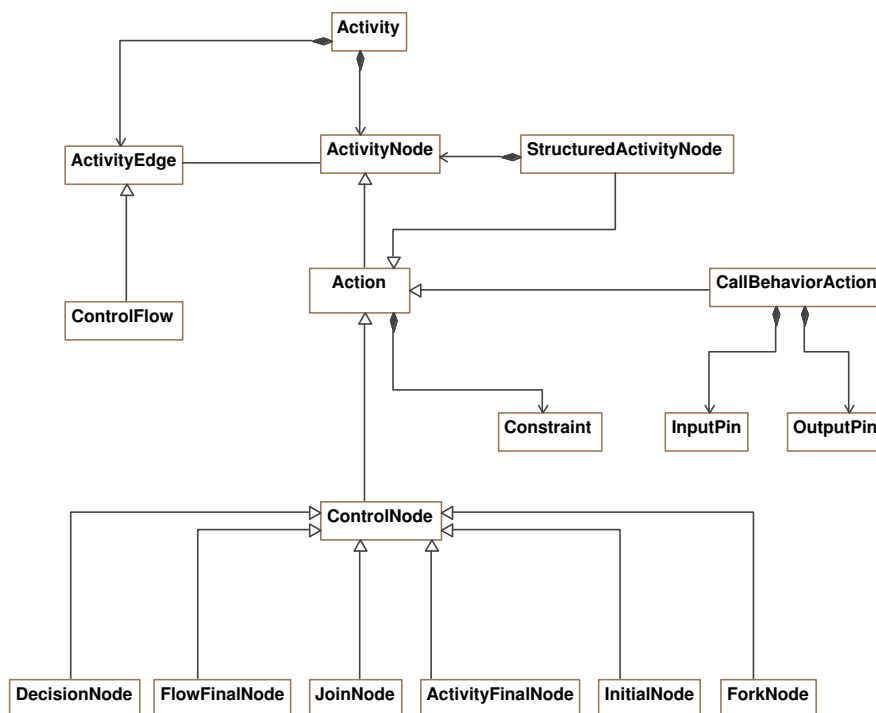 Activity
ActivityEdge
ActivityNode
StructuredActivityNode
Action
CallBehaviorAction
ControlFlow
Constraint
InputPin
OutputPin
ControlNode
DecisionNode
FlowFinalNode
JoinNode
ActivityFinalNode
InitialNode
ForkNode